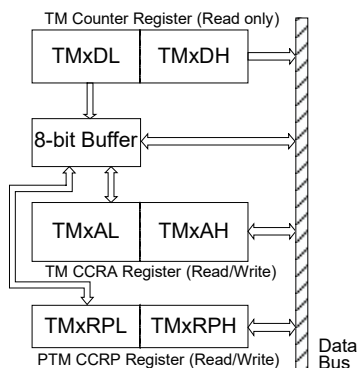 TM Counter Register (Read only)
TMxDL TMxDH
8-bit Buffer
TMxAL TMxAH
TM CCRA Register (Read/Write)
TMxRPL TMxRPH
PTM CCRP Register (Read/Write)
Data
Bus